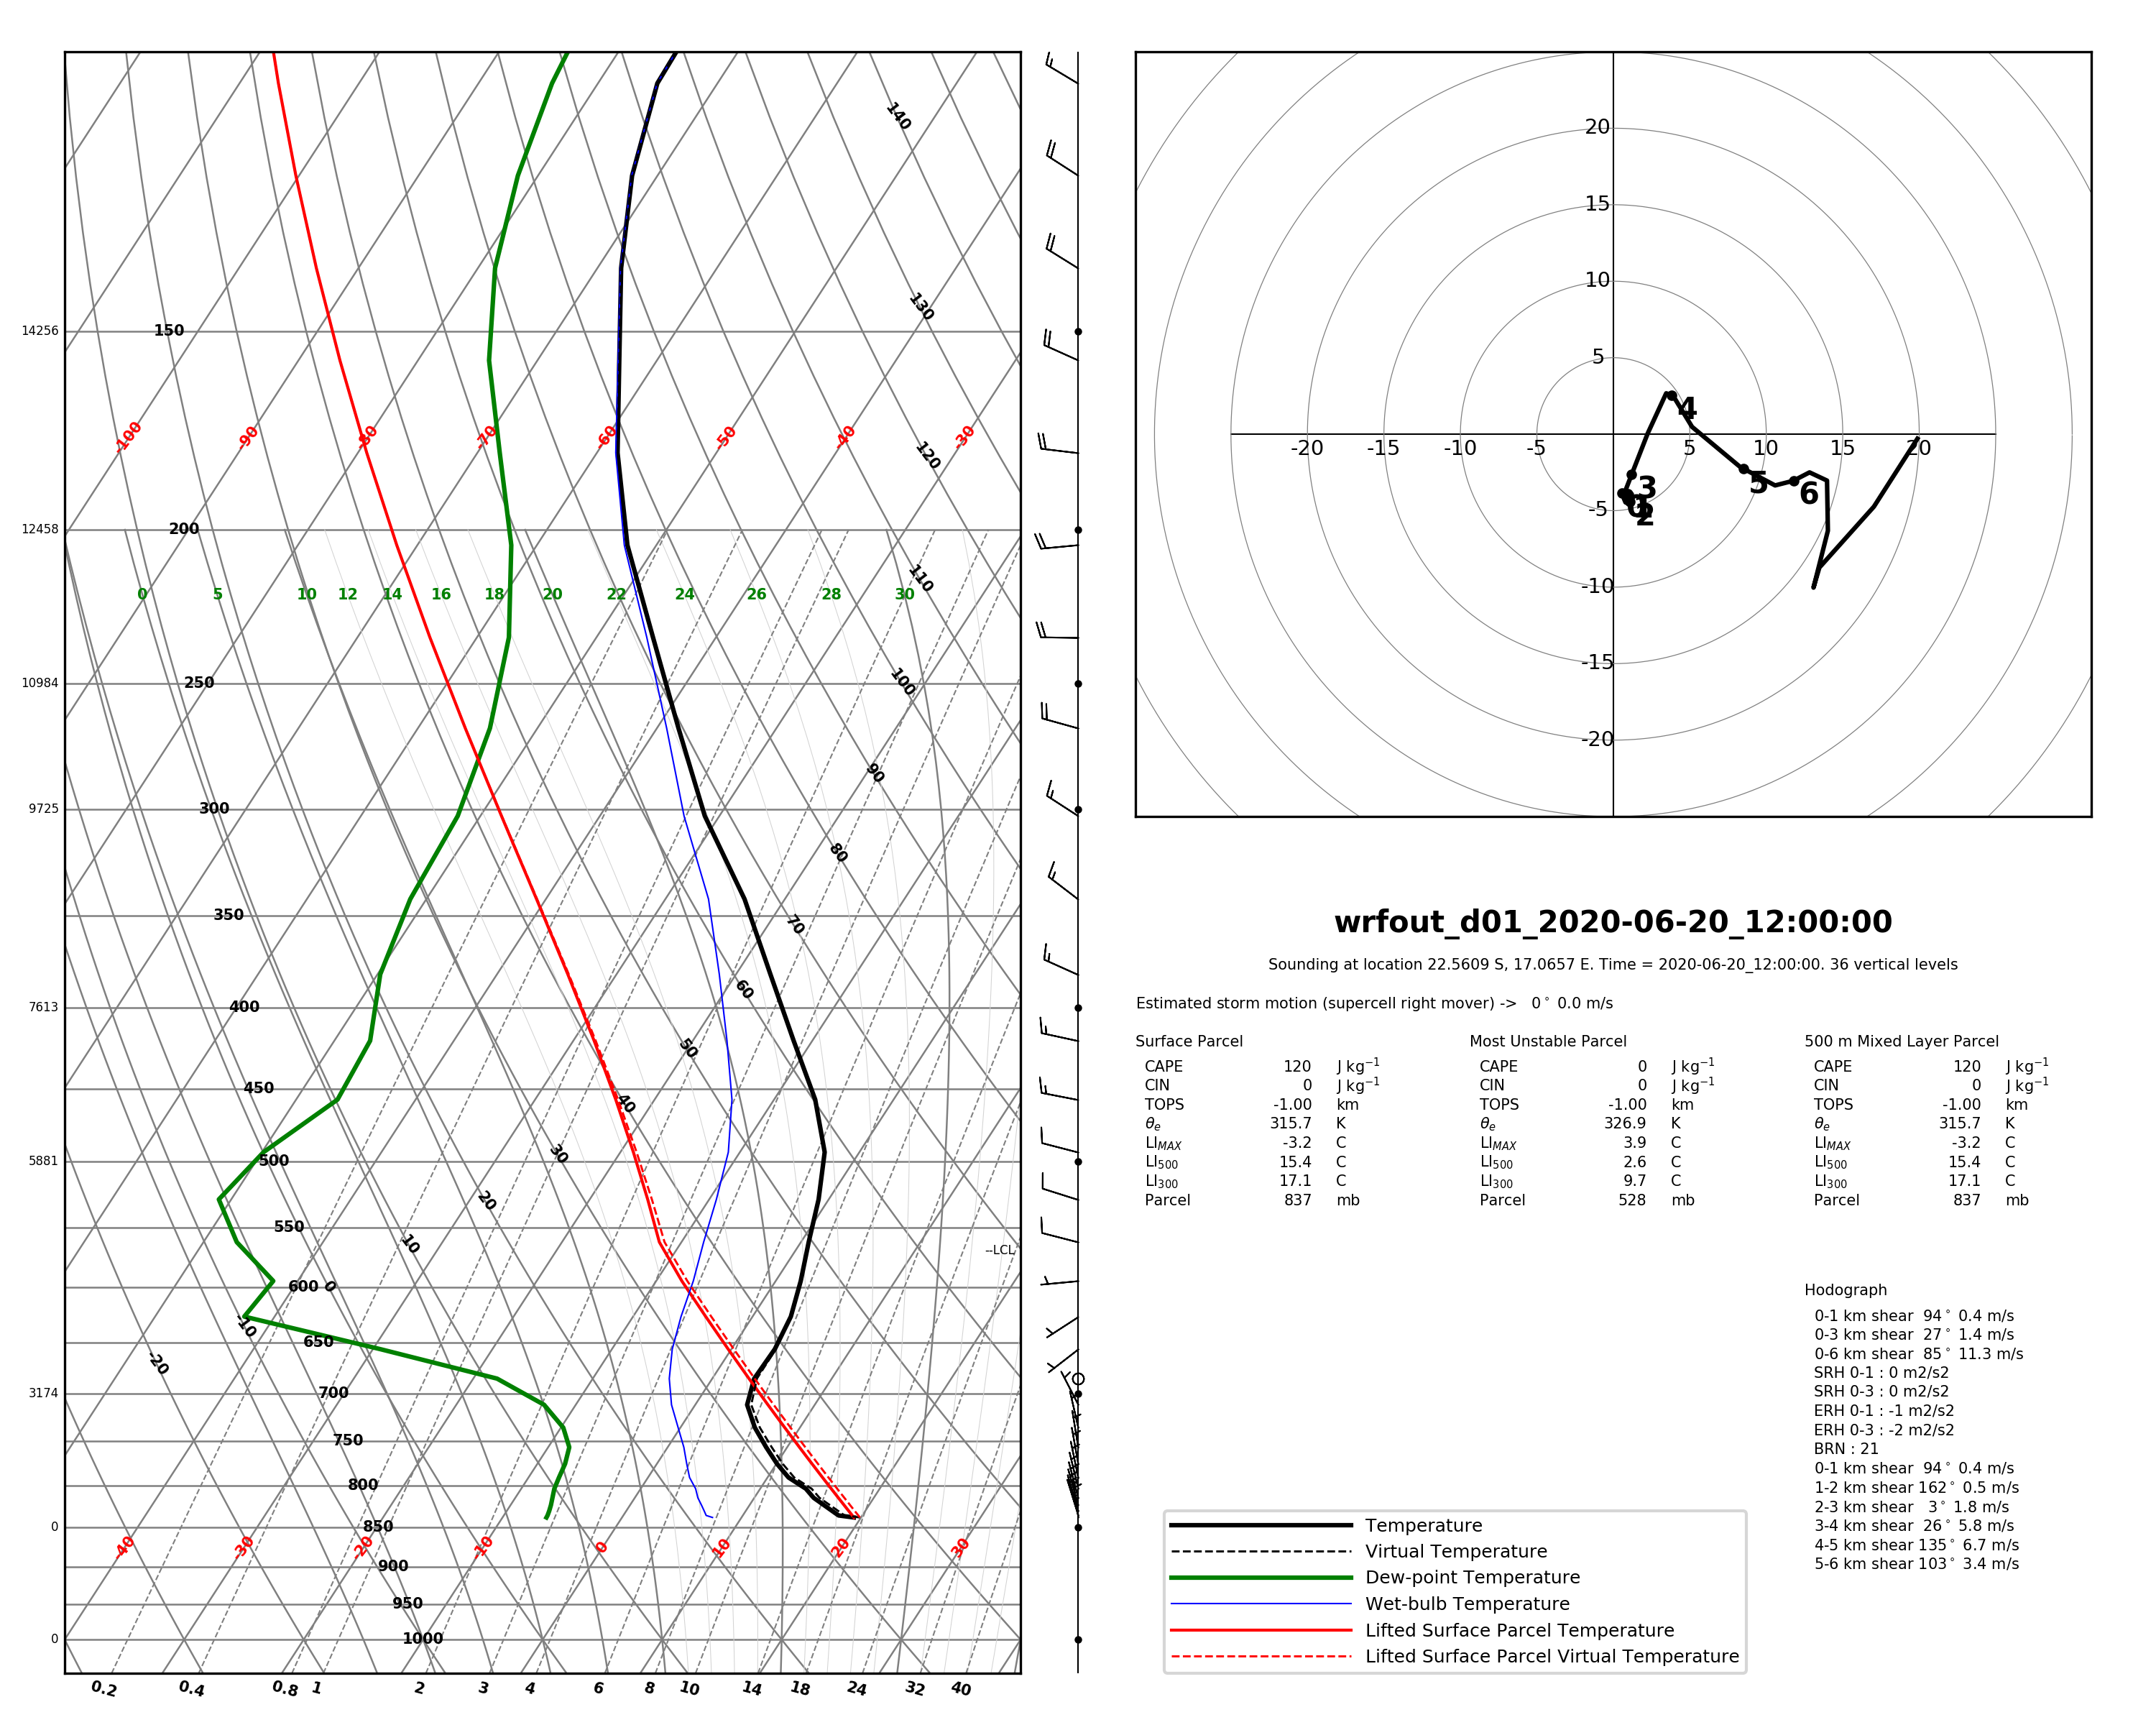 140
130
120
110
100
90
80
70
60
50
40
30
20
10
0
-10
-20
14256 150
-100 -90 -80 -70 -60 -50 -40 -30
12458 200
0 5 10 12 14 16 18 20 22 24 26 28 30
10984 250
9725 300
350
7613 400
450
5881 500
550
--LCL
600
650
3174 700
750
800
0 850
-40 -30 -20 -10 0 10 20 30
900
950
0 1000
0.2 0.4 0.8 1 2 3 4 6 8 10 14 18 24 32 40
20
15
10
5
-20 -15 -10 -5 5 10 15 20
-5
-10
-15
-20
4
3
2
5
6
wrfout_d01_2020-06-20_12:00:00
Sounding at location 22.5609 S, 17.0657 E. Time = 2020-06-20_12:00:00. 36 vertical levels
Estimated storm motion (supercell right mover) -> 0° 0.0 m/s
Surface Parcel
CAPE 120 J kg⁻¹
CIN 0 J kg⁻¹
TOPS -1.00 km
θe 315.7 K
LIMAX -3.2 C
LI500 15.4 C
LI300 17.1 C
Parcel 837 mb
Most Unstable Parcel
CAPE 0 J kg⁻¹
CIN 0 J kg⁻¹
TOPS -1.00 km
θe 326.9 K
LIMAX 3.9 C
LI500 2.6 C
LI300 9.7 C
Parcel 528 mb
500 m Mixed Layer Parcel
CAPE 120 J kg⁻¹
CIN 0 J kg⁻¹
TOPS -1.00 km
θe 315.7 K
LIMAX -3.2 C
LI500 15.4 C
LI300 17.1 C
Parcel 837 mb
Hodograph
0-1 km shear 94° 0.4 m/s
0-3 km shear 27° 1.4 m/s
0-6 km shear 85° 11.3 m/s
SRH 0-1 : 0 m2/s2
SRH 0-3 : 0 m2/s2
ERH 0-1 : -1 m2/s2
ERH 0-3 : -2 m2/s2
BRN : 21
0-1 km shear 94° 0.4 m/s
1-2 km shear 162° 0.5 m/s
2-3 km shear 3° 1.8 m/s
3-4 km shear 26° 5.8 m/s
4-5 km shear 135° 6.7 m/s
5-6 km shear 103° 3.4 m/s
Temperature
Virtual Temperature
Dew-point Temperature
Wet-bulb Temperature
Lifted Surface Parcel Temperature
Lifted Surface Parcel Virtual Temperature